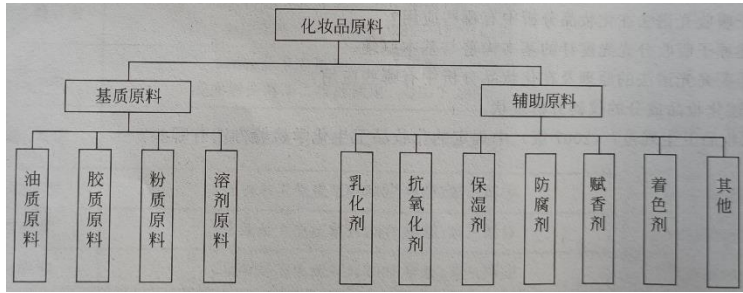 化妆品原料
基质原料
辅助原料
油质原料
胶质原料
粉质原料
溶剂原料
乳化剂
抗氧化剂
保湿剂
防腐剂
赋香剂
着色剂
其他